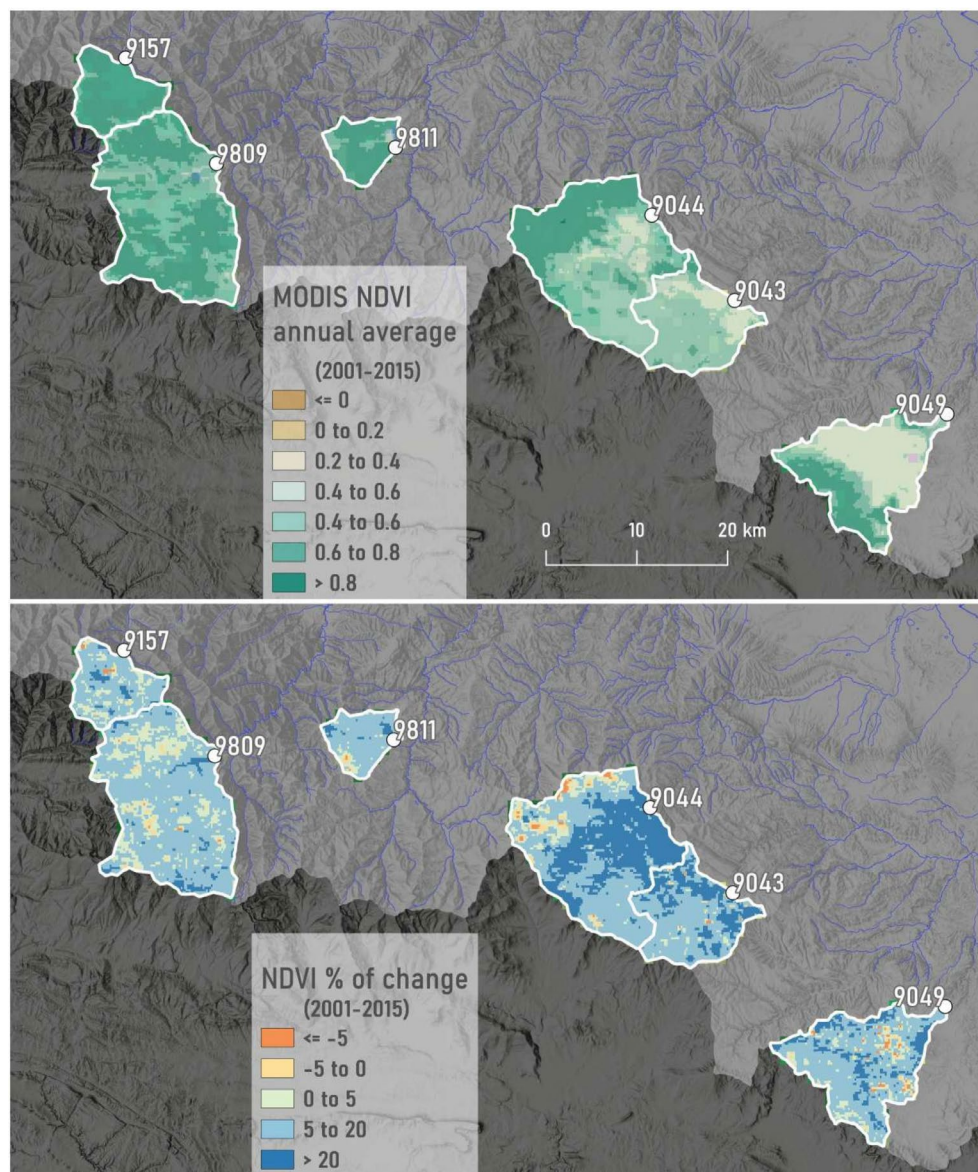 9157
9809
9811
9044
9043
9049
MODIS NDVI
annual average
(2001-2015)
<= 0
0 to 0.2
0.2 to 0.4
0.4 to 0.6
0.4 to 0.6
0.6 to 0.8
> 0.8
0 10 20 km
9157
9809
9811
9044
9043
9049
NDVI % of change
(2001-2015)
<= -5
-5 to 0
0 to 5
5 to 20
> 20